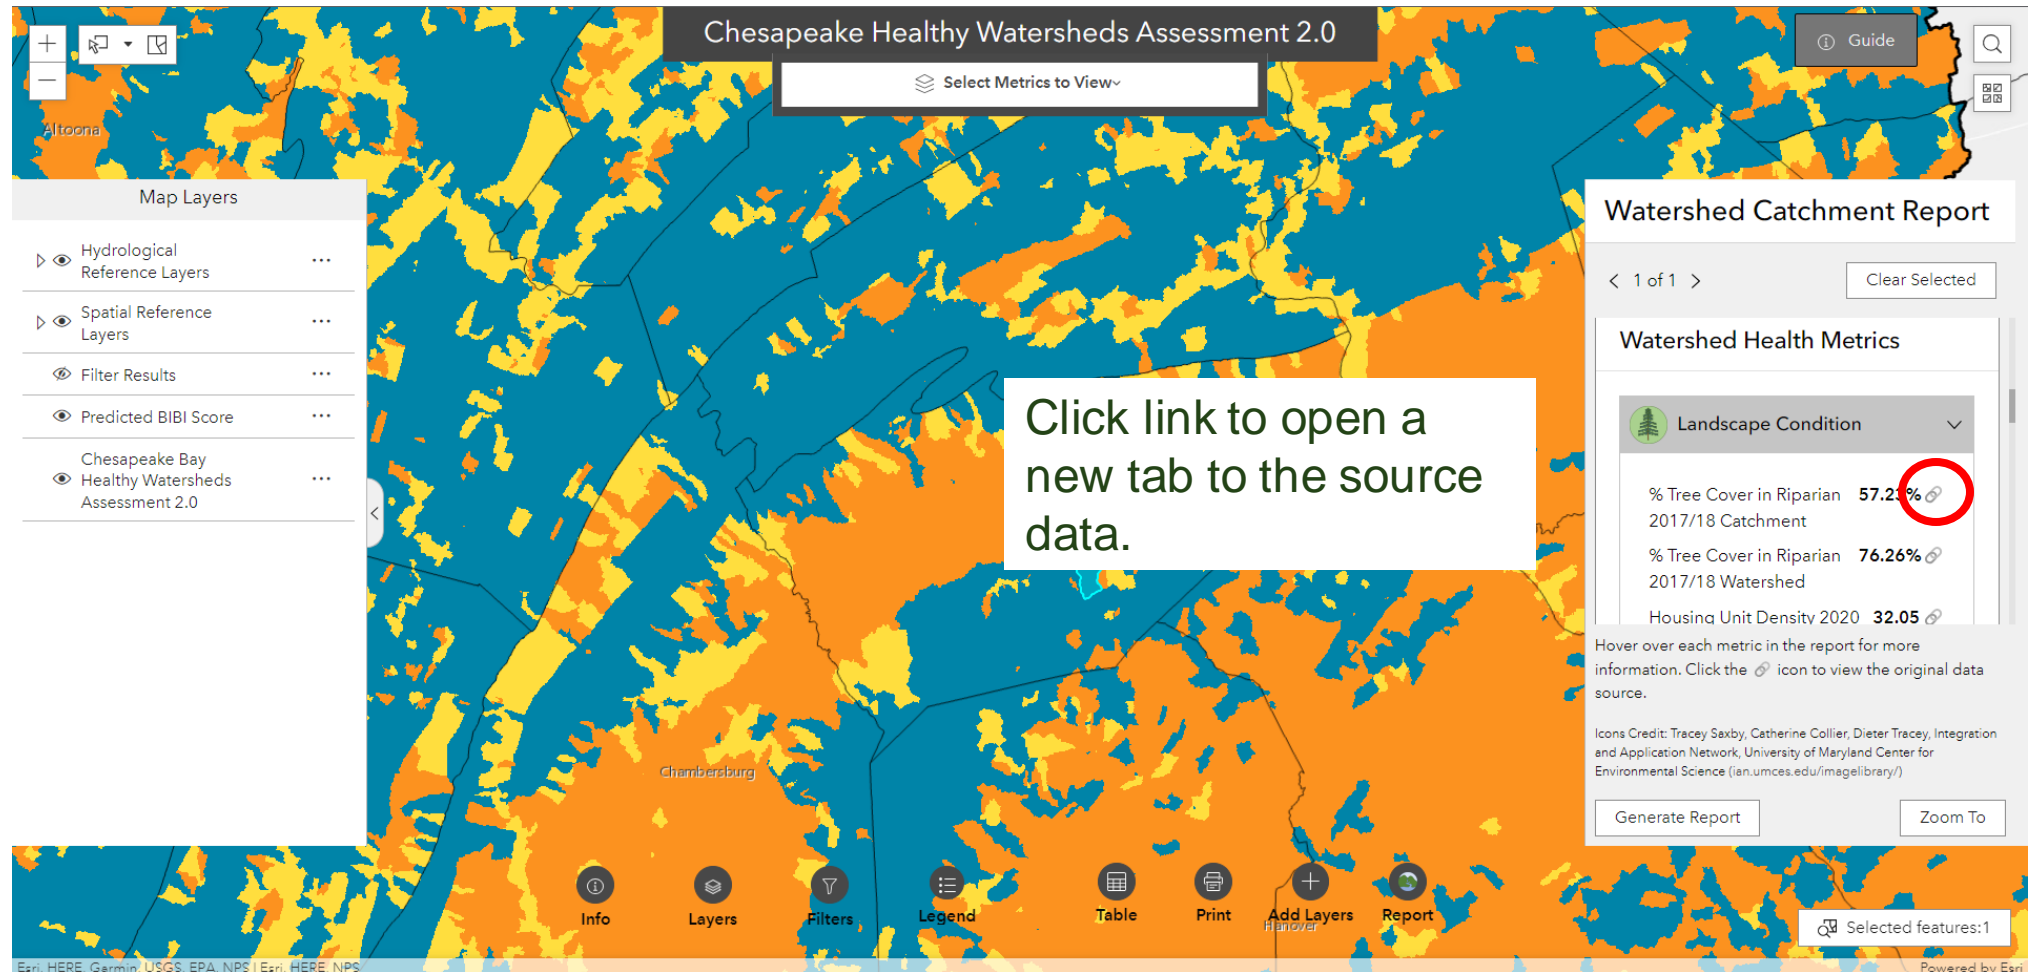 Chesapeake Healthy Watersheds Assessment 2.0
Select Metrics to View
Guide
Altoona
Map Layers
Hydrological
Reference Layers
Spatial Reference
Layers
Filter Results
Predicted BIBI Score
Chesapeake Bay
Healthy Watersheds
Assessment 2.0
Click link to open a
new tab to the source
data.
Watershed Catchment Report
1 of 1
Clear Selected
Watershed Health Metrics
Landscape Condition
% Tree Cover in Riparian 57.23%
2017/18 Catchment
% Tree Cover in Riparian 76.26%
2017/18 Watershed
Housing Unit Density 2020 32.05
Hover over each metric in the report for more
information. Click the icon to view the original data
source.
Icons Credit: Tracey Saxby, Catherine Collier, Dieter Tracey, Integration
and Application Network, University of Maryland Center for
Environmental Science (ian.umces.edu/imagelibrary/)
Generate Report
Zoom To
Chambersburg
Info
Layers
Filters
Legend
Table
Print
Add Layers
Report
Hanover
Selected features:1
Esri, HERE, Garmin, USGS, EPA, NPS | Esri, HERE, NPS
Powered by Esri